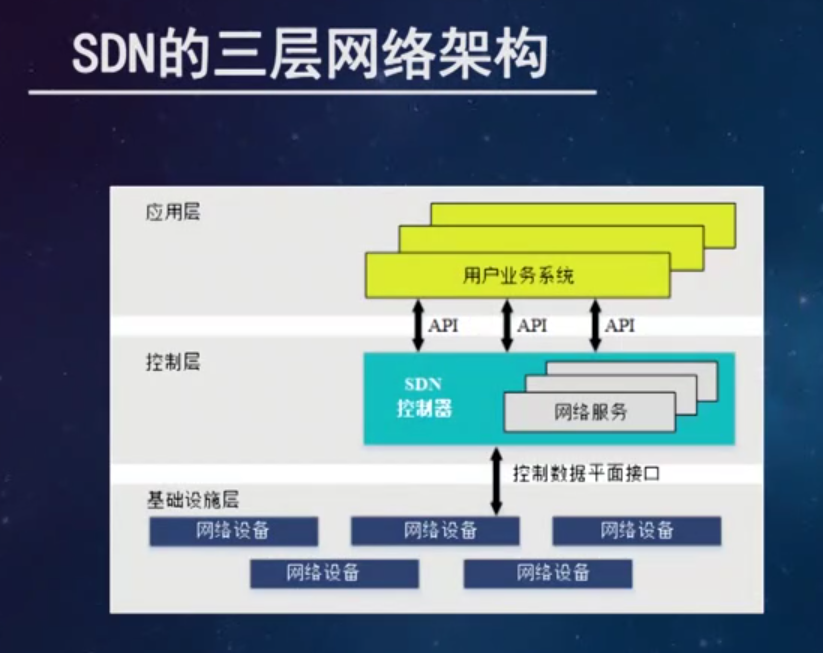 SDN的三层网络架构
应用层
用户业务系统
API API API
控制层
SDN
控制器
网络服务
控制数据平面接口
基础设施层
网络设备 网络设备 网络设备
网络设备 网络设备